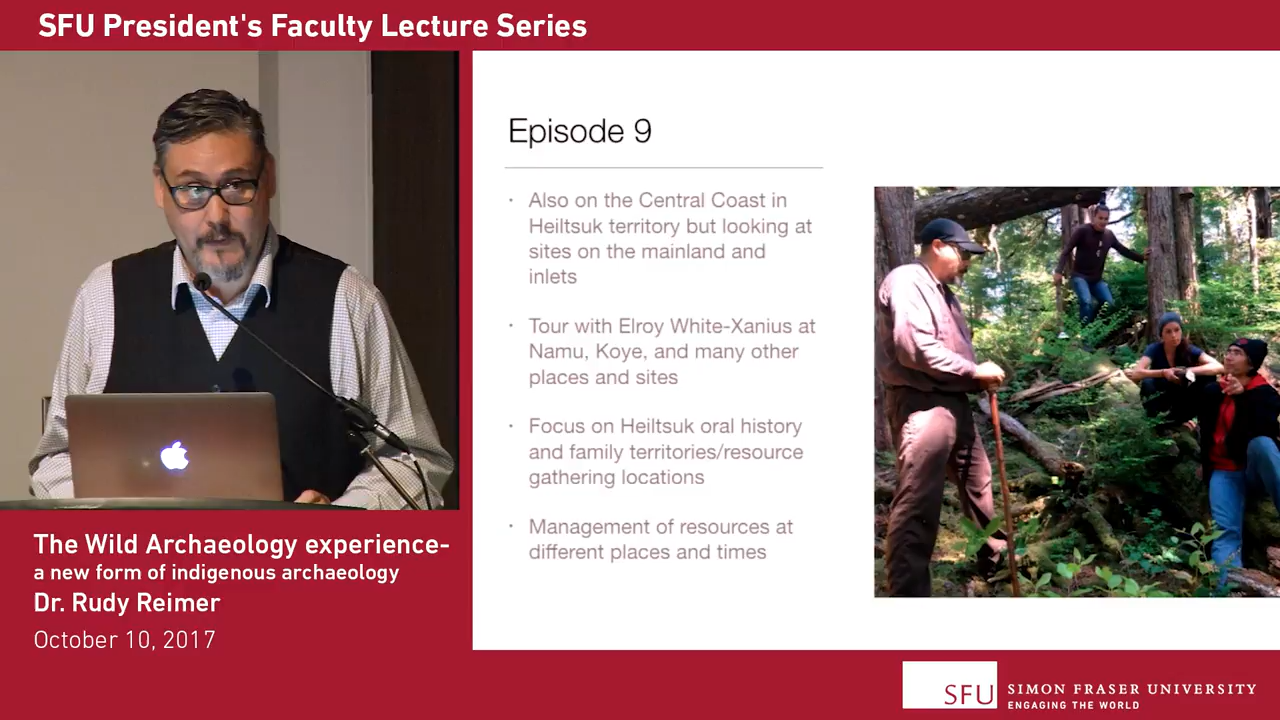 SFU President's Faculty Lecture Series
Episode 9
· Also on the Central Coast in
Heiltsuk territory but looking at
sites on the mainland and
inlets
· Tour with Elroy White-Xanius at
Namu, Koye, and many other
places and sites
· Focus on Heiltsuk oral history
and family territories/resource
gathering locations
· Management of resources at
different places and times
The Wild Archaeology experience-
a new form of indigenous archaeology
Dr. Rudy Reimer
October 10, 2017
SFU
SIMON FRASER UNIVERSITY
ENGAGING THE WORLD